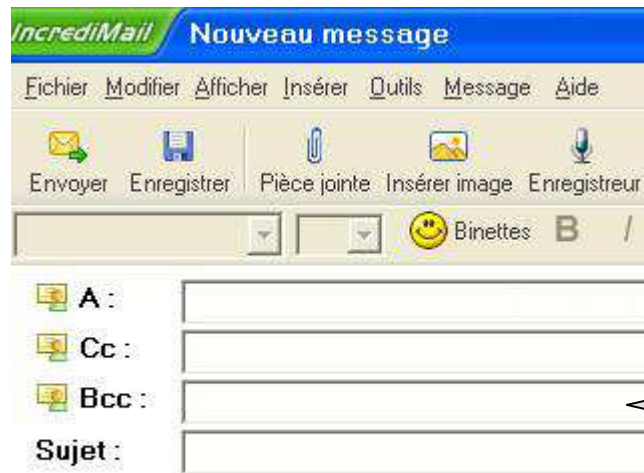 IncrediMail Nouveau message
Fichier Modifier Afficher Insérer Outils Message Aide
Envoyer Enregistrer Pièce jointe Insérer image Enregistreur
Binettes B I
A :
Cc :
Bcc :
Sujet :